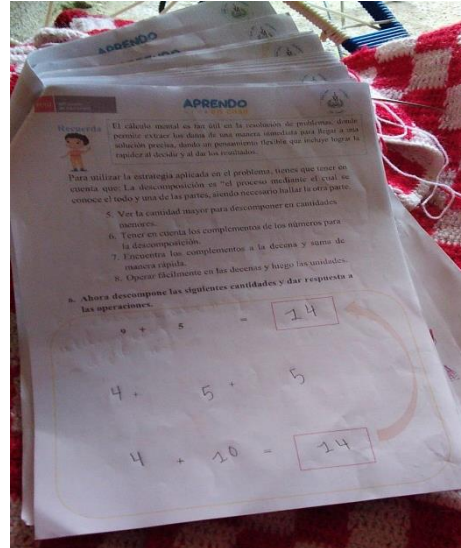 APRENDO
APRENDO
Recuerda
El cálculo mental es tan útil en la resolución de problemas, donde
permite extraer los datos de una manera inmediata para llegar a una
solución precisa, dando un pensamiento flexible que incluye lograr la
rapidez al decidir y al dar los resultados.
Para utilizar la estrategia aplicada en el problema, tienes que tener en
cuenta que: La descomposición es "el proceso mediante el cual se
conoce el todo y una de las partes, siendo necesario hallar la otra parte.
5. Ver la cantidad mayor para descomponer en cantidades
menores.
6. Tener en cuenta los complementos de los números para
la descomposición.
7. Encuentra los complementos a la decena y suma de
manera rápida.
8. Operar fácilmente en las decenas y luego las unidades.
Ahora descompone las siguientes cantidades y dar respuesta a
las operaciones.
9 + 5 = 14
4 + 5 + 5
4 + 10 = 14